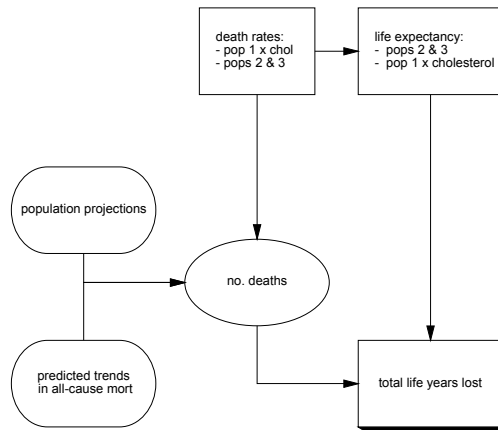 death rates:
- pop 1 x chol
- pops 2 & 3
life expectancy:
- pops 2 & 3
- pop 1 x cholesterol
population projections
no. deaths
predicted trends
in all-cause mort
total life years lost